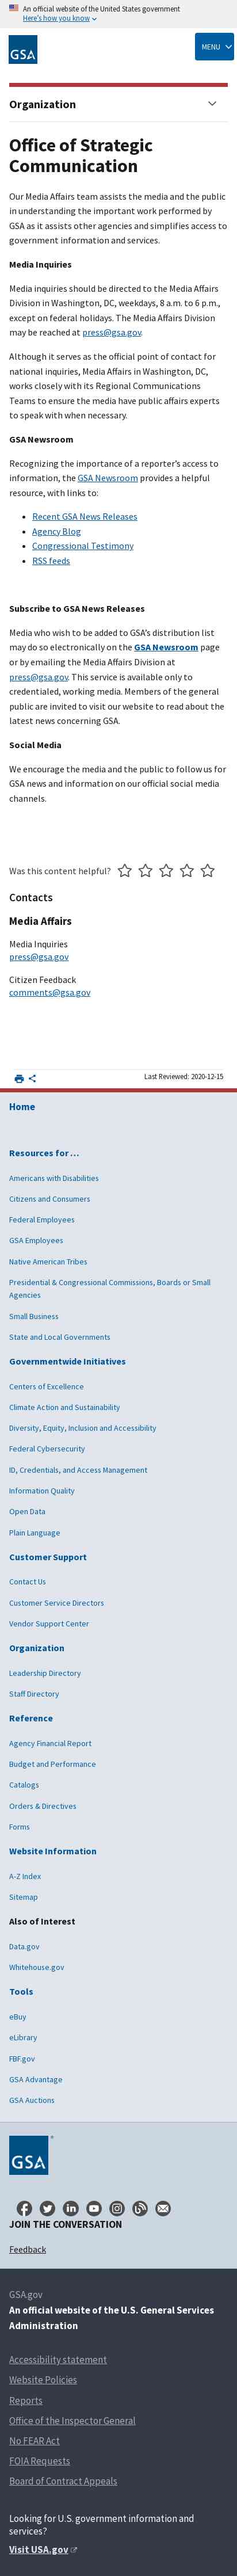 An official website of the United States government
Here's how you know
GSA
MENU
Organization
Office of Strategic
Communication
Our Media Affairs team assists the media and the public in
understanding the important work performed by
GSA as it assists other agencies and simplifies access to
government information and services.
Media Inquiries
Media inquiries should be directed to the Media Affairs
Division in Washington, DC, weekdays, 8 a.m. to 6 p.m.,
except on federal holidays. The Media Affairs Division
may be reached at press@gsa.gov.
Although it serves as the official point of contact for
national inquiries, Media Affairs in Washington, DC,
works closely with its Regional Communications
Teams to ensure the media have public affairs experts
to speak with when necessary.
GSA Newsroom
Recognizing the importance of a reporter's access to
information, the GSA Newsroom provides a helpful
resource, with links to:
• Recent GSA News Releases
• Agency Blog
• Congressional Testimony
• RSS feeds
Subscribe to GSA News Releases
Media who wish to be added to GSA's distribution list
may do so electronically on the GSA Newsroom page
or by emailing the Media Affairs Division at
press@gsa.gov. This service is available only to
credentialed, working media. Members of the general
public are invited to visit our website about the latest
news concerning GSA.
Social Media
We encourage the media and the public to follow us for
GSA news and information on our official social media
channels.
Was this content helpful?
Contacts
Media Affairs
Media Inquiries
press@gsa.gov
Citizen Feedback
comments@gsa.gov
Last Reviewed: 2020-12-15
Home
Resources for …
Americans with Disabilities
Citizens and Consumers
Federal Employees
GSA Employees
Native American Tribes
Presidential & Congressional Commissions, Boards or Small
Agencies
Small Business
State and Local Governments
Governmentwide Initiatives
Centers of Excellence
Climate Action and Sustainability
Diversity, Equity, Inclusion and Accessibility
Federal Cybersecurity
ID, Credentials, and Access Management
Information Quality
Open Data
Plain Language
Customer Support
Contact Us
Customer Service Directors
Vendor Support Center
Organization
Leadership Directory
Staff Directory
Reference
Agency Financial Report
Budget and Performance
Catalogs
Orders & Directives
Forms
Website Information
A-Z Index
Sitemap
Also of Interest
Data.gov
Whitehouse.gov
Tools
eBuy
eLibrary
FBF.gov
GSA Advantage
GSA Auctions
GSA
JOIN THE CONVERSATION
Feedback
GSA.gov
An official website of the U.S. General Services
Administration
Accessibility statement
Website Policies
Reports
Office of the Inspector General
No FEAR Act
FOIA Requests
Board of Contract Appeals
Looking for U.S. government information and
services?
Visit USA.gov